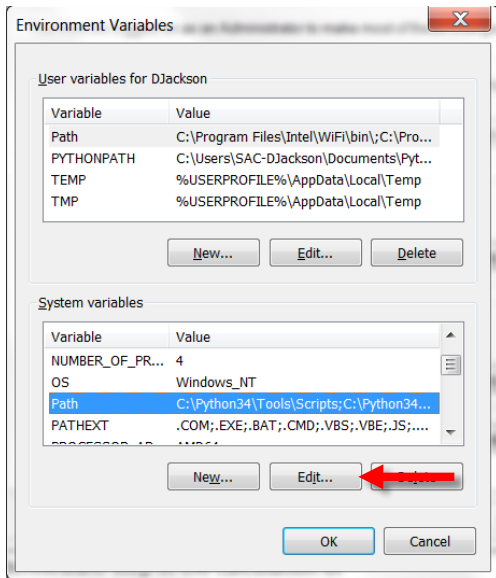 Environment Variables
User variables for DJackson
Variable Value
Path C:\Program Files\Intel\WiFi\bin\;C:\Pro...
PYTHONPATH C:\Users\SAC-DJackson\Documents\Pyt...
TEMP %USERPROFILE%\AppData\Local\Temp
TMP %USERPROFILE%\AppData\Local\Temp
New... Edit... Delete
System variables
Variable Value
NUMBER_OF_PR... 4
OS Windows_NT
Path C:\Python34\Tools\Scripts;C:\Python34...
PATHEXT .COM;.EXE;.BAT;.CMD;.VBS;.VBE;.JS;....
New... Edit... Delete
OK Cancel